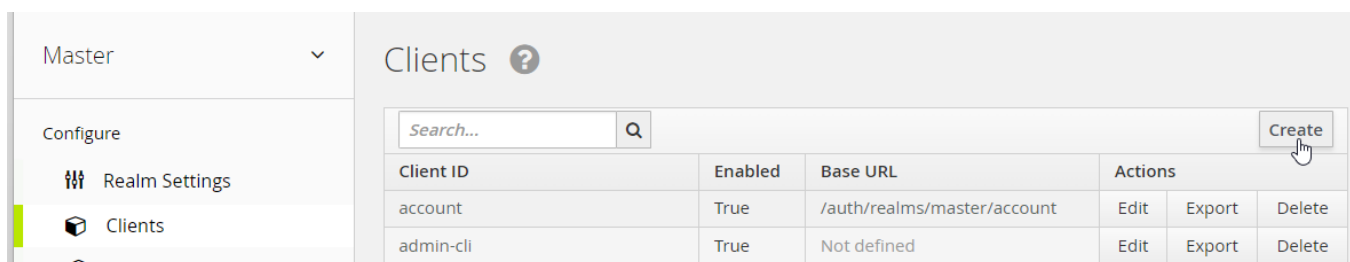 Master
Clients ?
Configure
Search...
Create
Realm Settings
Client ID Enabled Base URL Actions
account True /auth/realms/master/account Edit Export Delete
Clients
admin-cli True Not defined Edit Export Delete